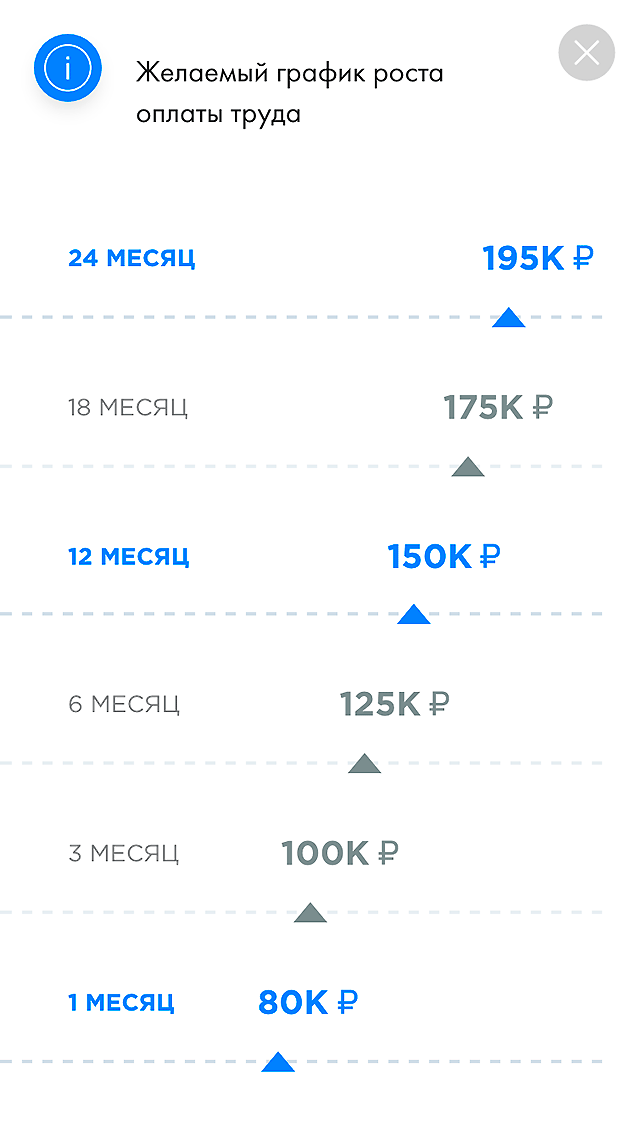 Желаемый график роста
оплаты труда
24 МЕСЯЦ 195K ₽
18 МЕСЯЦ 175K ₽
12 МЕСЯЦ 150K ₽
6 МЕСЯЦ 125K ₽
3 МЕСЯЦ 100K ₽
1 МЕСЯЦ 80K ₽